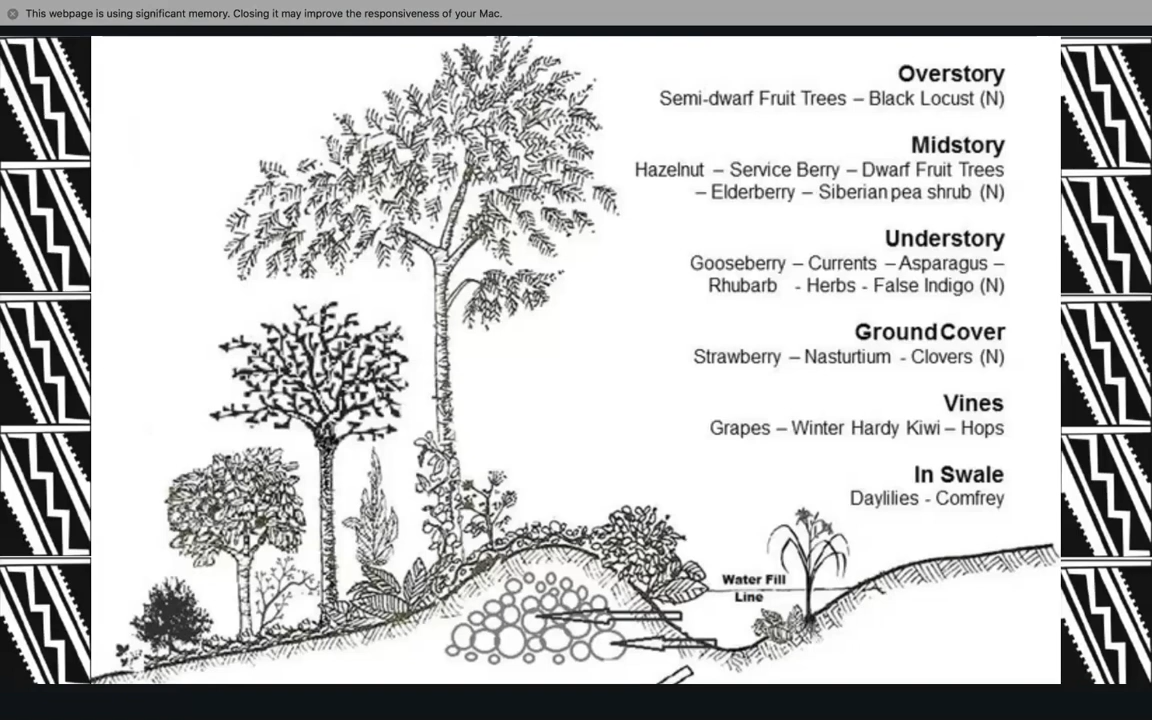 This webpage is using significant memory. Closing it may improve the responsiveness of your Mac.
Overstory
Semi-dwarf Fruit Trees – Black Locust (N)
Midstory
Hazelnut – Service Berry – Dwarf Fruit Trees
– Elderberry – Siberian pea shrub (N)
Understory
Gooseberry – Currents – Asparagus –
Rhubarb - Herbs - False Indigo (N)
Ground Cover
Strawberry – Nasturtium - Clovers (N)
Vines
Grapes – Winter Hardy Kiwi – Hops
In Swale
Daylilies - Comfrey
Water Fill
Line